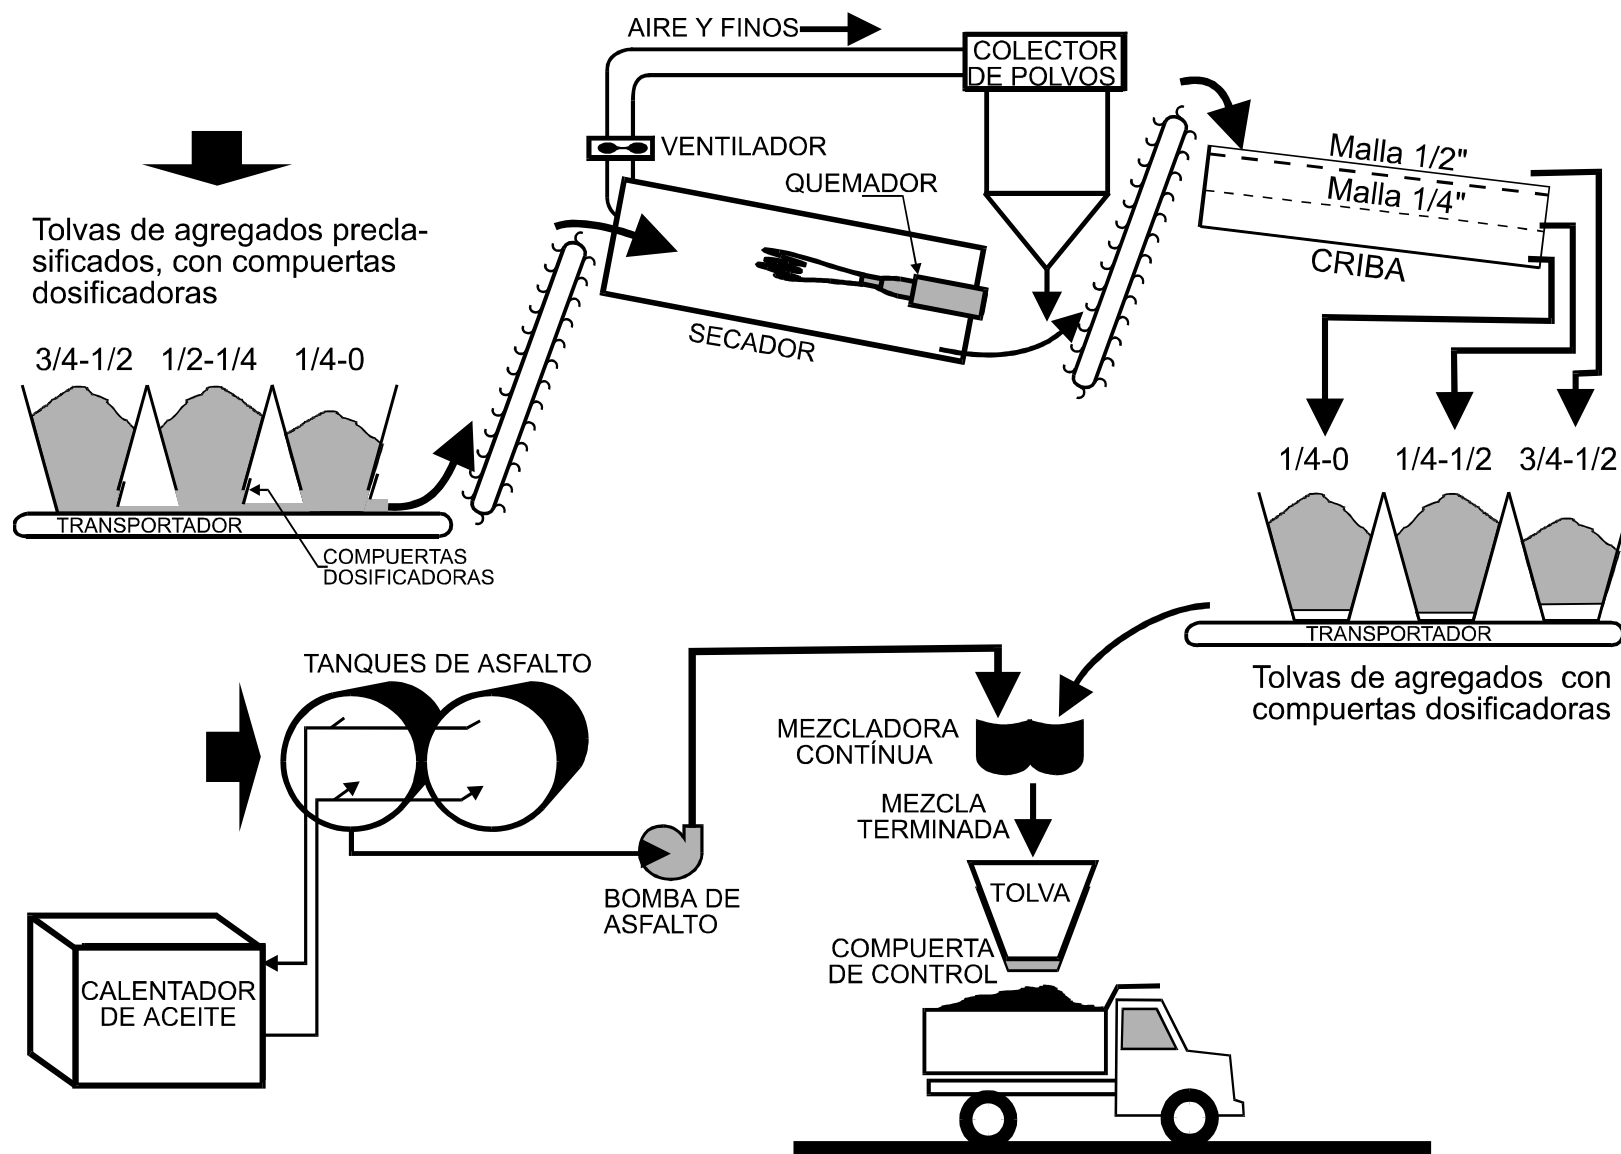 AIRE Y FINOS
COLECTOR
DE POLVOS
VENTILADOR
QUEMADOR
Malla 1/2"
Malla 1/4"
CRIBA
SECADOR
Tolvas de agregados precla-
sificados, con compuertas
dosificadoras
3/4-1/2
1/2-1/4
1/4-0
TRANSPORTADOR
COMPUERTAS
DOSIFICADORAS
1/4-0
1/4-1/2
3/4-1/2
TRANSPORTADOR
Tolvas de agregados con
compuertas dosificadoras
TANQUES DE ASFALTO
MEZCLADORA
CONTÍNUA
MEZCLA
TERMINADA
BOMBA DE
ASFALTO
TOLVA
COMPUERTA
DE CONTROL
CALENTADOR
DE ACEITE